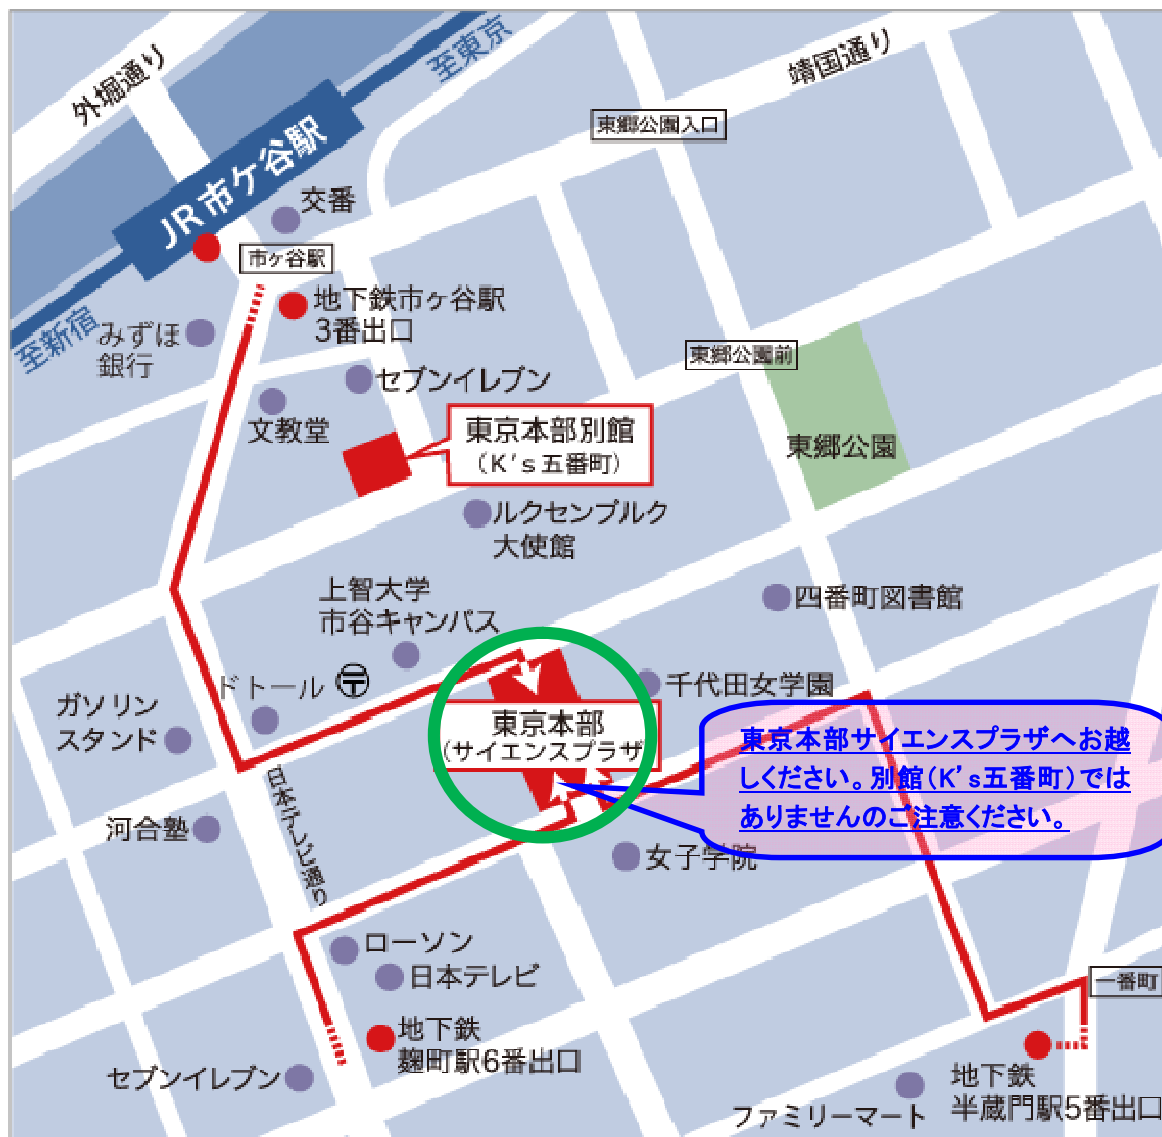 外堀通り
至東京
靖国通り
東郷公園入口
JR市ケ谷駅
交番
市ヶ谷駅
地下鉄市ヶ谷駅
3番出口
至新宿
みずほ
銀行
東郷公園前
セブンイレブン
文教堂
東京本部別館
（K's五番町）
東郷公園
ルクセンブルク
大使館
上智大学
市谷キャンパス
四番町図書館
ドトール
千代田女学園
ガソリン
スタンド
東京本部
（サイエンスプラザ
東京本部サイエンスプラザへお越
しください。別館（K's五番町）では
ありませんのご注意ください。
日本テレビ通り
河合塾
女子学院
ローソン
日本テレビ
一番町
地下鉄
麹町駅6番出口
セブンイレブン
地下鉄
半蔵門駅5番出口
ファミリーマート